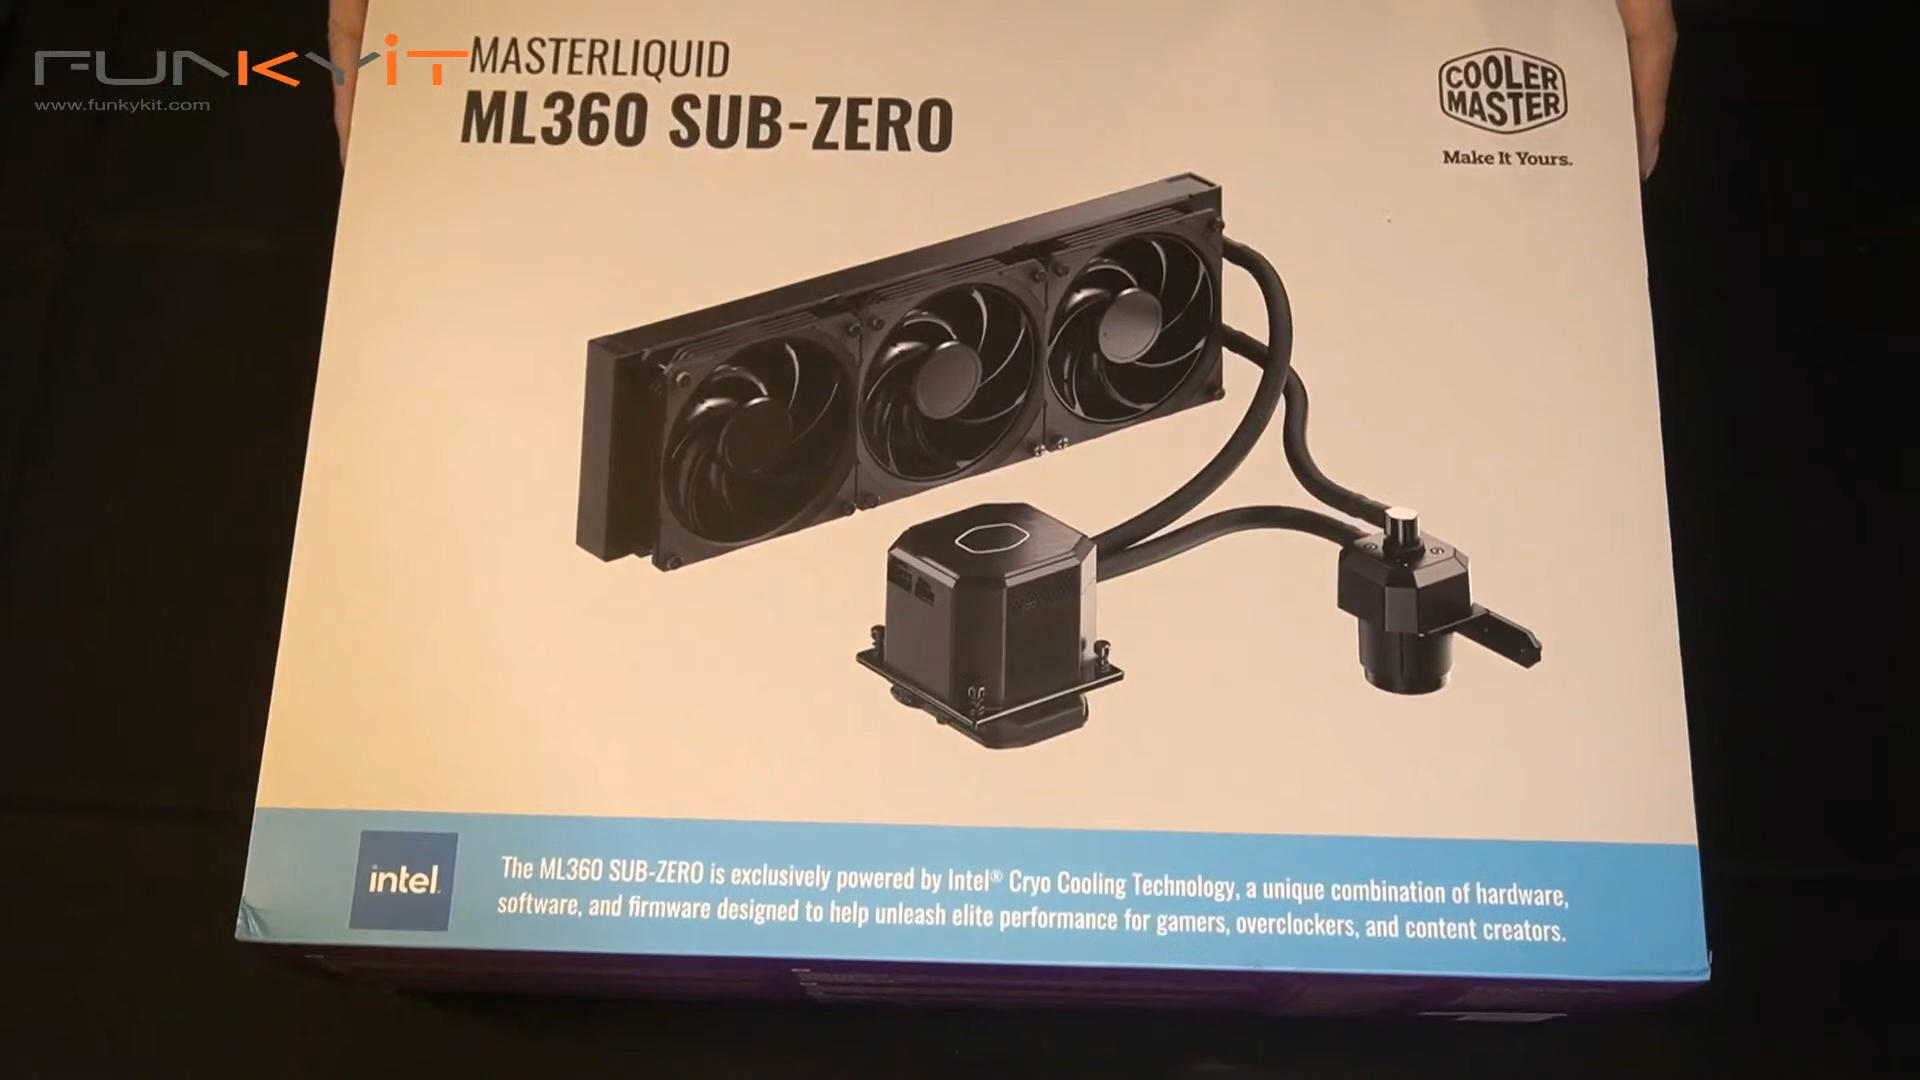 FUNKYiT
www.funkykit.com
MASTERLIQUID
ML360 SUB-ZERO
COOLER
MASTER
Make It Yours.
intel.
The ML360 SUB-ZERO is exclusively powered by Intel® Cryo Cooling Technology, a unique combination of hardware,
software, and firmware designed to help unleash elite performance for gamers, overclockers, and content creators.